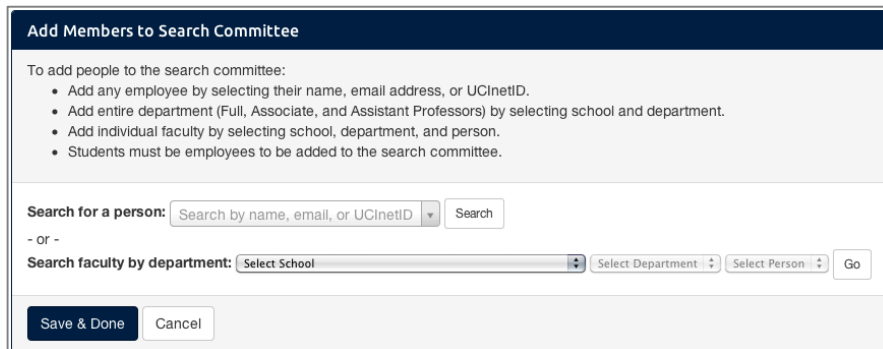 Add Members to Search Committee
To add people to the search committee:
• Add any employee by selecting their name, email address, or UCInetID.
• Add entire department (Full, Associate, and Assistant Professors) by selecting school and department.
• Add individual faculty by selecting school, department, and person.
• Students must be employees to be added to the search committee.
Search for a person: Search by name, email, or UCInetID Search
- or -
Search faculty by department: Select School Select Department Select Person Go
Save & Done Cancel